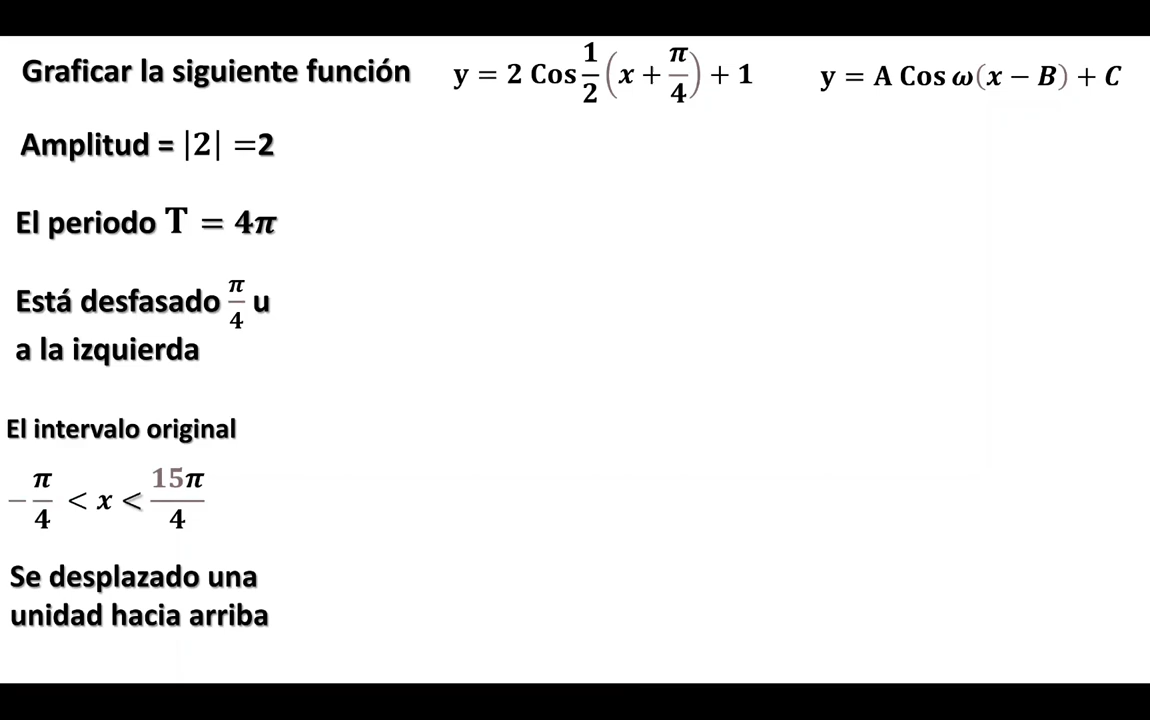 Graficar la siguiente función y = 2 Cos 1/2 (x + π/4) + 1 y = A Cos ω(x − B) + C
Amplitud = |2| =2
El periodo T = 4π
Está desfasado π/4 u
a la izquierda
El intervalo original
−π/4 < x < 15π/4
Se desplazado una
unidad hacia arriba